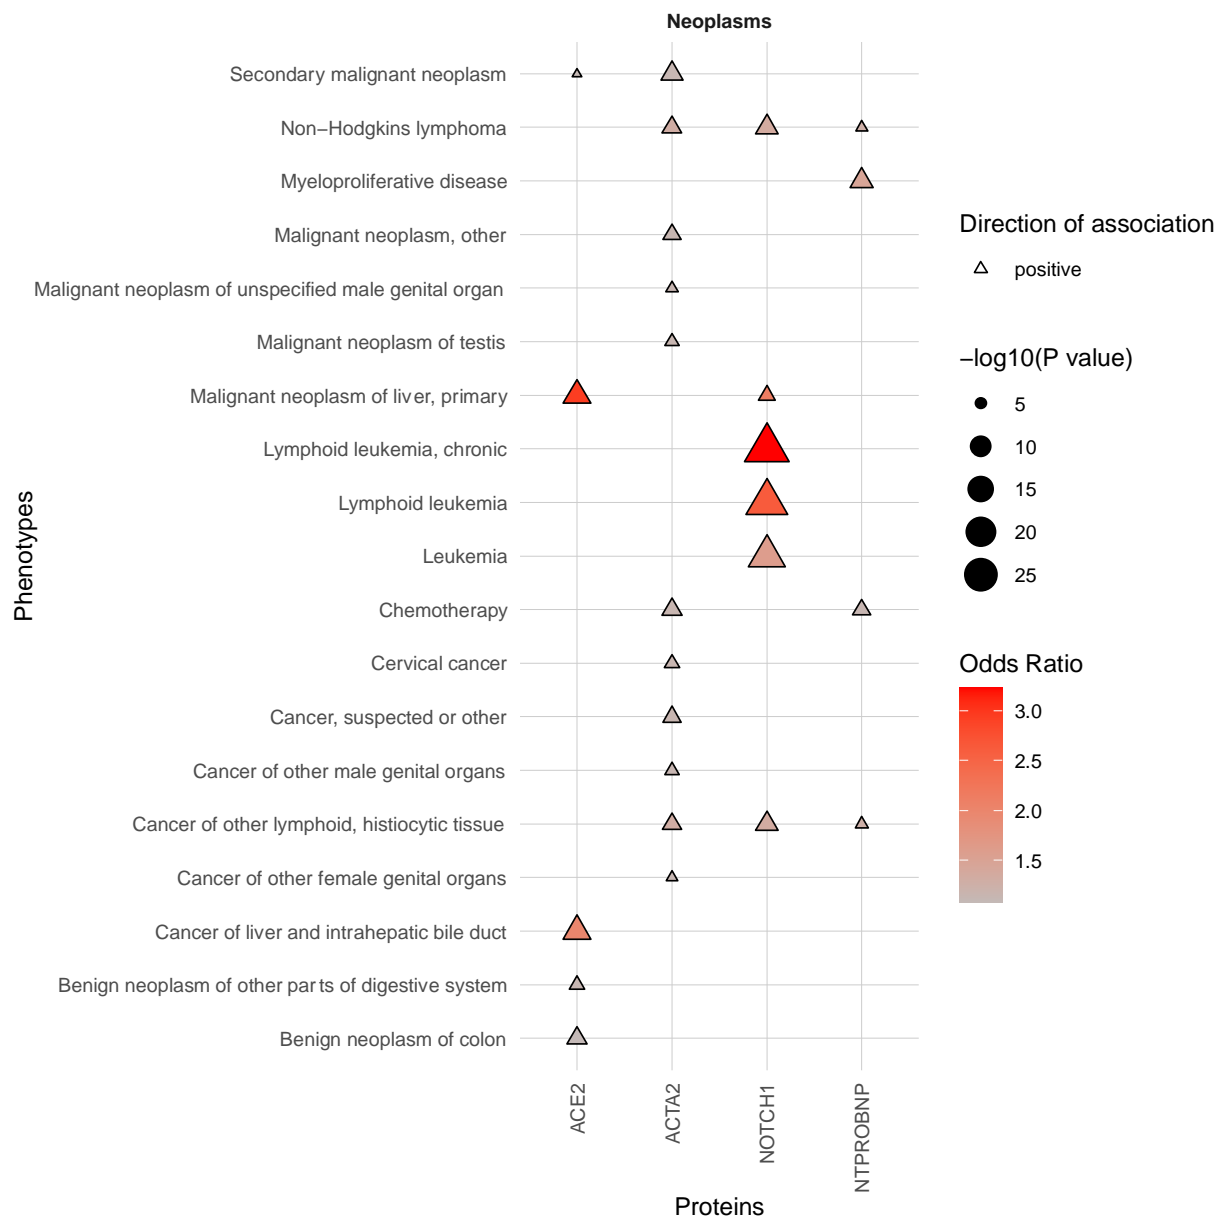 Neoplasms
Phenotypes
Secondary malignant neoplasm
Non−Hodgkins lymphoma
Myeloproliferative disease
Malignant neoplasm, other
Malignant neoplasm of unspecified male genital organ
Malignant neoplasm of testis
Malignant neoplasm of liver, primary
Lymphoid leukemia, chronic
Lymphoid leukemia
Leukemia
Chemotherapy
Cervical cancer
Cancer, suspected or other
Cancer of other male genital organs
Cancer of other lymphoid, histiocytic tissue
Cancer of other female genital organs
Cancer of liver and intrahepatic bile duct
Benign neoplasm of other parts of digestive system
Benign neoplasm of colon
ACE2
ACTA2
NOTCH1
NTPROBNP
Proteins
Direction of association
positive
−log10(P value)
5
10
15
20
25
Odds Ratio
3.0
2.5
2.0
1.5